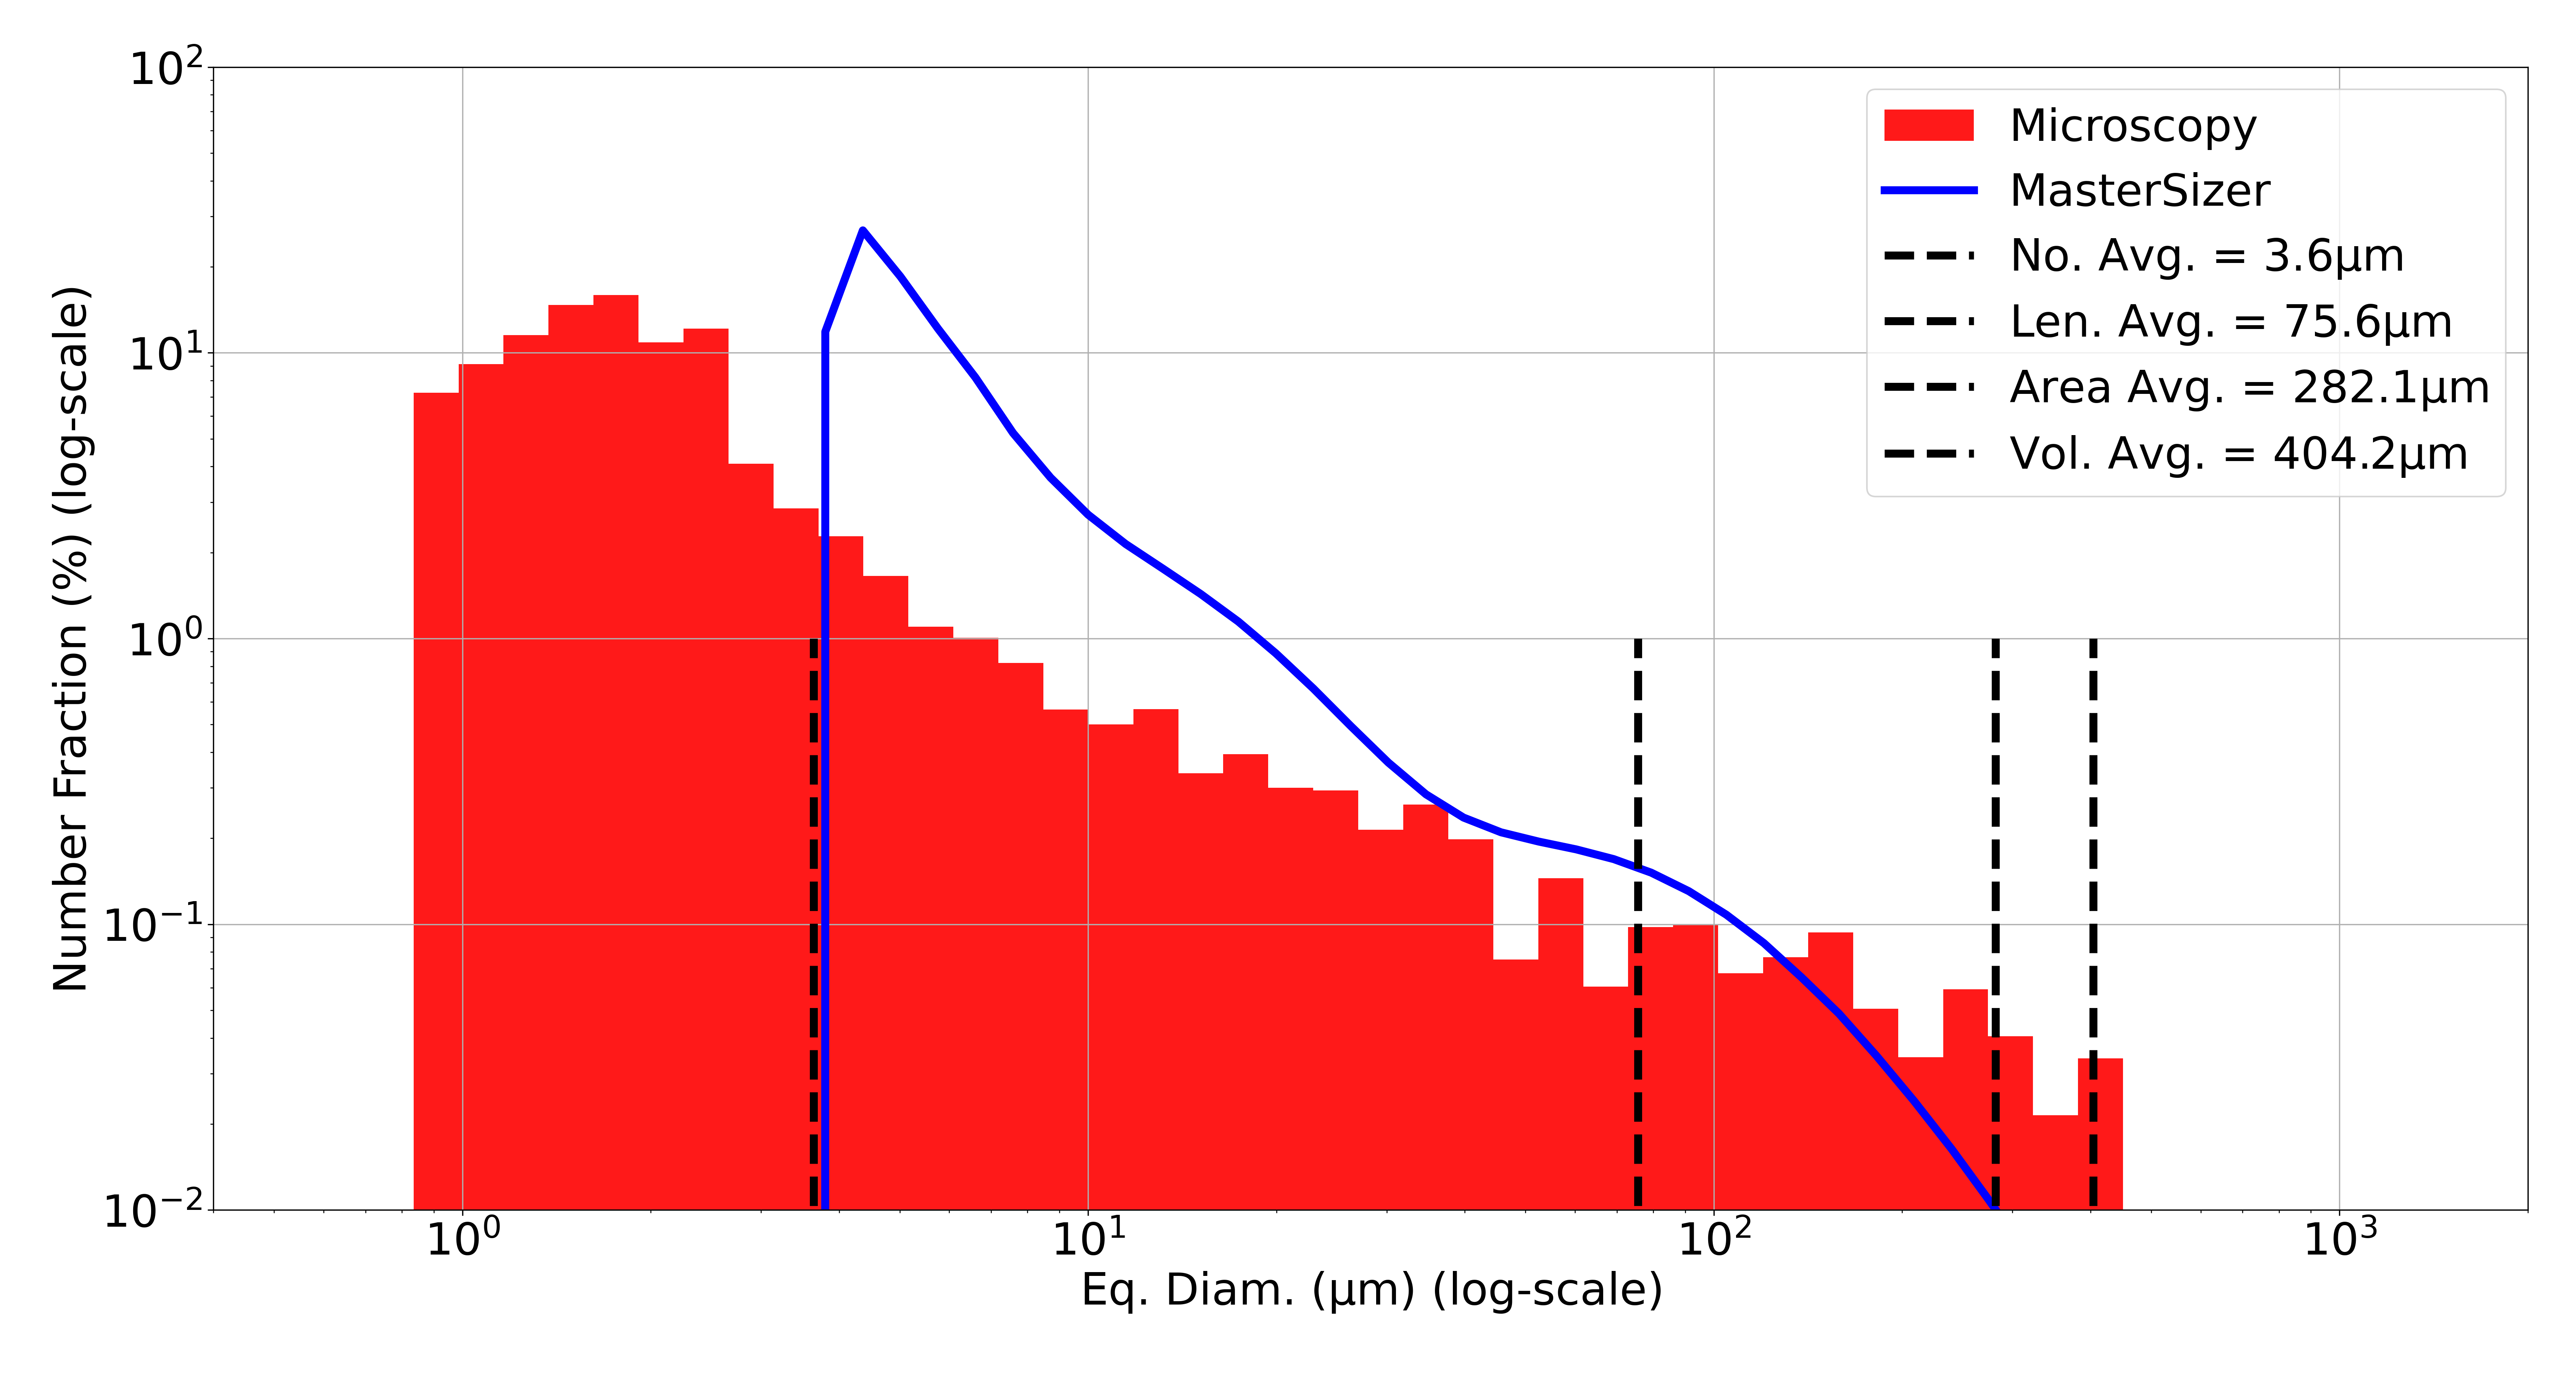 10²
10¹
10⁰
10⁻¹
10⁻²
Number Fraction (%) (log-scale)
10⁰
10¹
10²
10³
Eq. Diam. (µm) (log-scale)
Microscopy
MasterSizer
No. Avg. = 3.6µm
Len. Avg. = 75.6µm
Area Avg. = 282.1µm
Vol. Avg. = 404.2µm